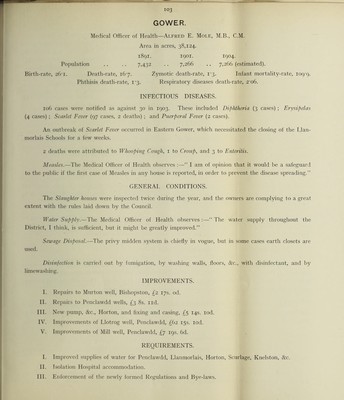 103
GOWER.
Medical Officer of Health—Alfred E. Mole, M.B., C.M.
Area in acres, 38,124.
1891. 1901. 1904
Population .. .. 7,432 .. 7,266 .. 7,266 (estimated).
Birth-rate, 26·1. Death-rate, 16·7. Zymotic death-rate, 1·3. Infant mortality-rate, 109·9.
Phthisis death-rate, 1·3. Respiratory diseases death-rate, 2·06.
INFECTIOUS DISEASES.
106 cases were notified as against 30 in 1903. These included Diphtheria (3 cases); Erysipelas
(4 cases); Scarlet Fever (97 cases, 2 deaths); and Puerperal Fever (2 cases).
An outbreak of Scarlet Fever occurred in Eastern Gower, which necessitated the closing of the Llan-
morlais Schools for a few weeks.
2 deaths were attributed to Whooping Cough, 1 to Croup, and 3 to Enteritis.
Measles.—The Medical Officer of Health observes:—"I am of opinion that it would be a safeguard
to the public if the first case of Measles in any house is reported, in order to prevent the disease spreading."
GENERAL CONDITIONS.
The Slaughter houses were inspected twice during the year, and the owners are complying to a great
extent with the rules laid down by the Council.
Water Supply.—The Medical Officer of Health observes:—"The water supply throughout the
District, I think, is sufficient, but it might be greatly improved."
Sewage Disposal.—The privy midden system is chiefly in vogue, but in some cases earth closets are
used.
Disinfection is carried out by fumigation, by washing walls, floors, &c., with disinfectant, and by
limewashing.
IMPROVEMENTS.
I. Repairs to Murton well, Bishopston, £2 17s. 0d.
II. Repairs to Penclawdd wells, £3 8s. 11d.
III. New pump, &c., Horton, and fixing and casing, £5 14s. 10d.
IV. Improvements of Llotrog well, Penclawdd, £62 15s. 10d.
V. Improvements of Mill well, Penclawdd, £7 19s. 6d.
REQUIREMENTS.
I. Improved supplies of water for Penclawdd, Llanmorlais, Horton, Scurlage, Knelston, &c.
II. Isolation Hospital accommodation.
III. Enforcement of the newly formed Regulations and Bye-laws.